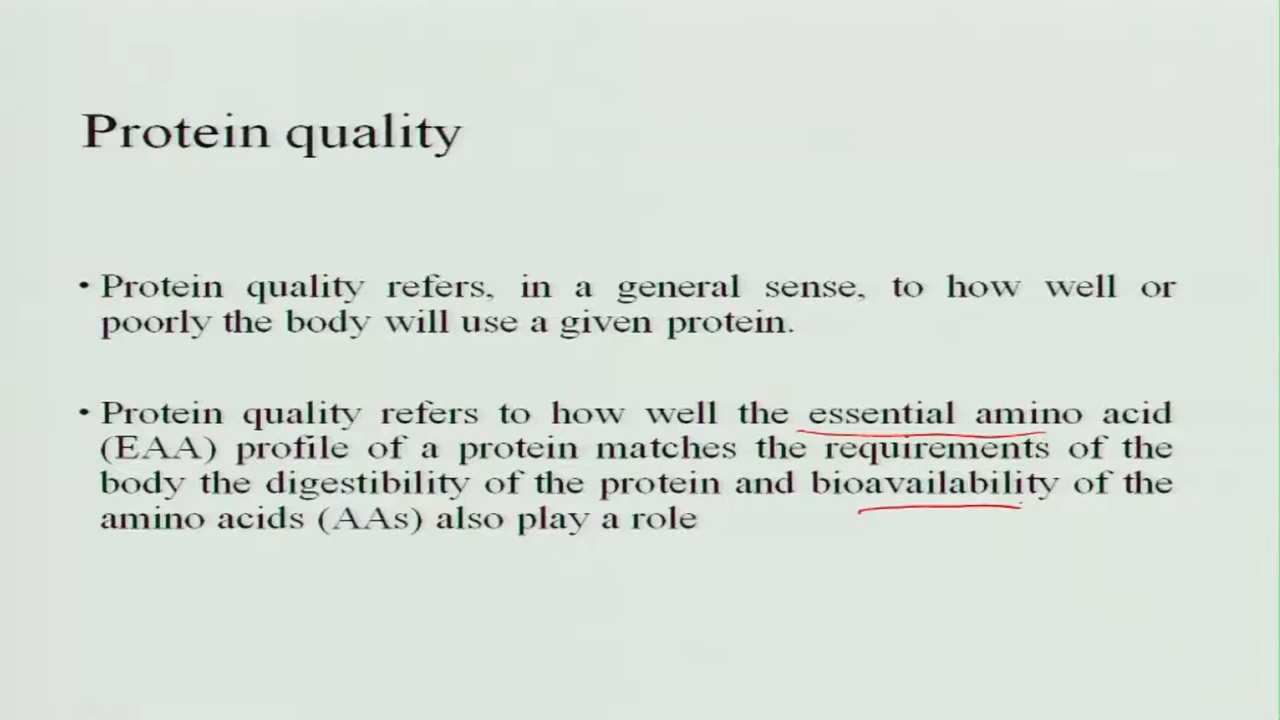 Protein quality
• Protein quality refers, in a general sense, to how well or
poorly the body will use a given protein.
• Protein quality refers to how well the essential amino acid
(EAA) profile of a protein matches the requirements of the
body the digestibility of the protein and bioavailability of the
amino acids (AAs) also play a role